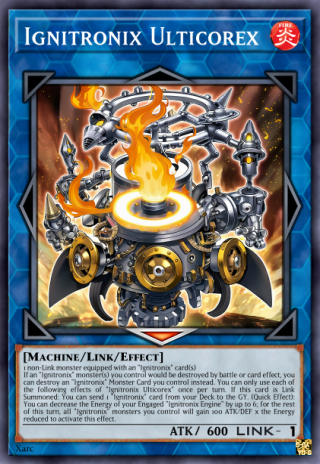 Ignitronix Ulticorex
FIRE
炎
[Machine/Link/Effect]
1 non-Link monster equipped with an "Ignitronix" card(s)
If an "Ignitronix" monster(s) you control would be destroyed by battle or card effect, you
can destroy an "Ignitronix" Monster Card you control instead. You can only use each of
the following effects of "Ignitronix Ulticorex" once per turn. If this card is Link
Summoned: You can send 1 "Ignitronix" card from your Deck to the GY. (Quick Effect):
You can decrease the Energy of your Engaged "Ignitronix Engine" by up to 6; for the rest
of this turn, all "Ignitronix" monsters you control will gain 100 ATK/DEF x the Energy
reduced to activate this effect.
ATK/ 600 LINK- 1
Xarc